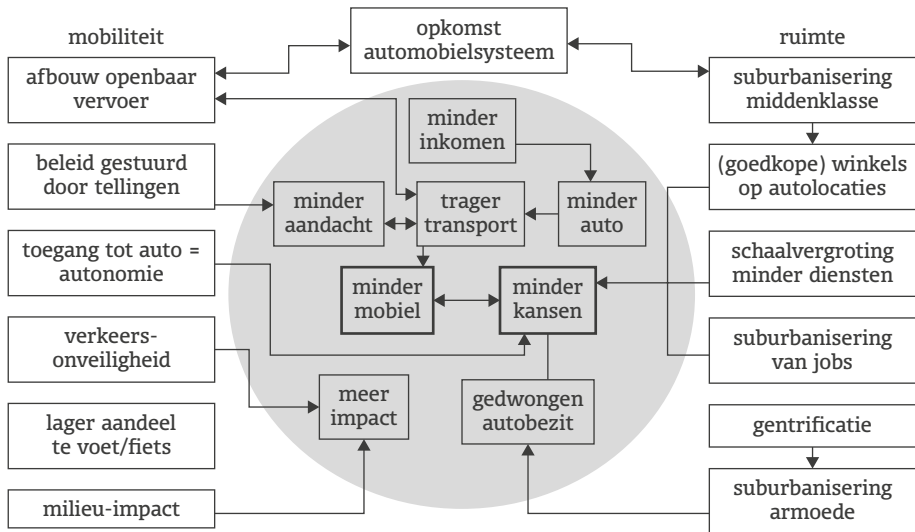 mobiliteit
opkomst
automobielsysteem
ruimte
afbouw openbaar
vervoer
suburbanisering
middenklasse
minder
inkomen
beleid gestuurd
door tellingen
(goedkope) winkels
op autolocaties
minder
aandacht
trager
transport
minder
auto
toegang tot auto =
autonomie
schaalvergroting
minder diensten
minder
mobiel
minder
kansen
verkeers-
onveiligheid
suburbanisering
van jobs
meer
impact
gedwongen
autobezit
lager aandeel
te voet/fiets
gentrificatie
milieu-impact
suburbanisering
armoede